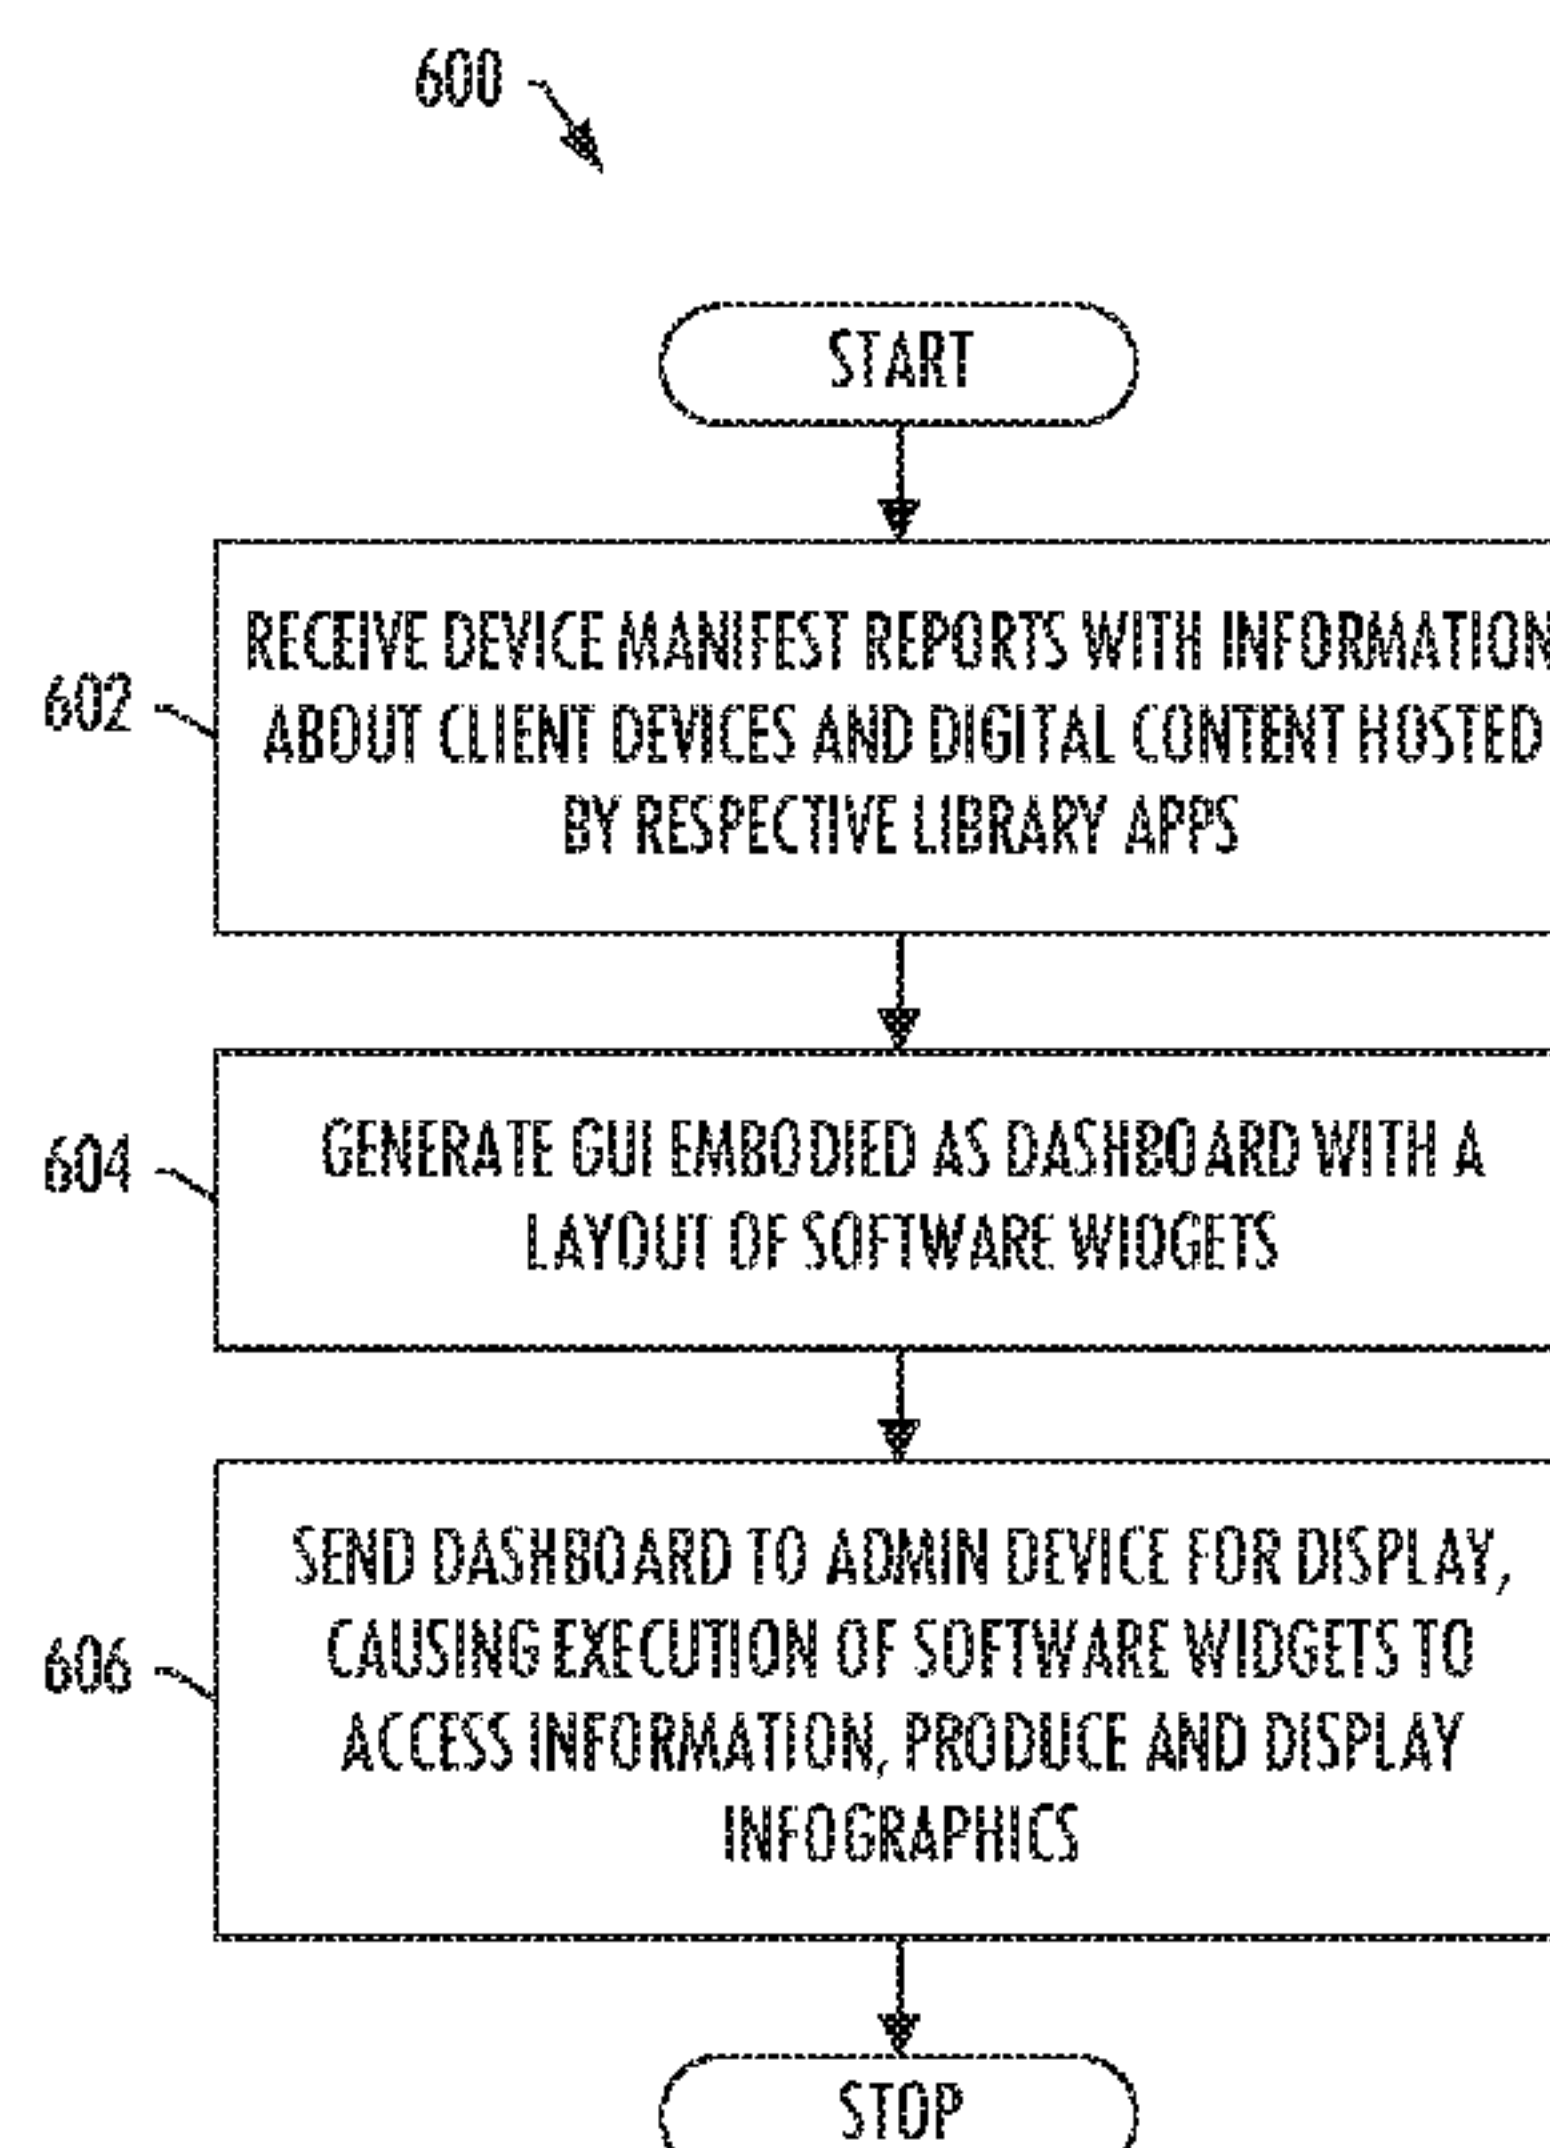 600
START
602
RECEIVE DEVICE MANIFEST REPORTS WITH INFORMATION
ABOUT CLIENT DEVICES AND DIGITAL CONTENT HOSTED
BY RESPECTIVE LIBRARY APPS
604
GENERATE GUI EMBODIED AS DASHBOARD WITH A
LAYOUT OF SOFTWARE WIDGETS
606
SEND DASHBOARD TO ADMIN DEVICE FOR DISPLAY,
CAUSING EXECUTION OF SOFTWARE WIDGETS TO
ACCESS INFORMATION, PRODUCE AND DISPLAY
INFOGRAPHICS
STOP